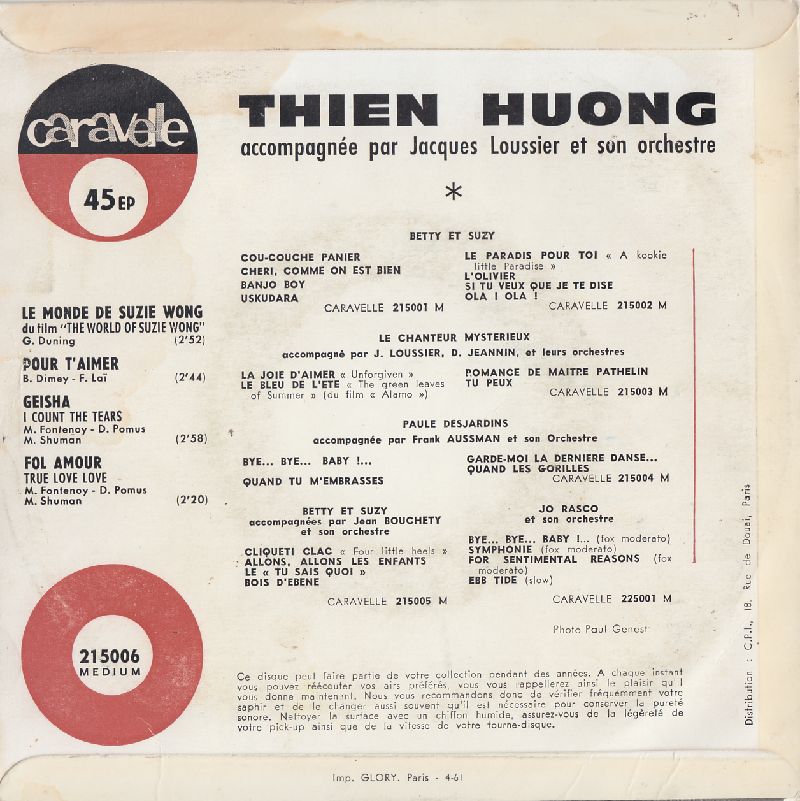 caravelle
45 EP
THIEN HUONG
accompagnée par Jacques Loussier et son orchestre
*
LE MONDE DE SUZIE WONG
du film "THE WORLD OF SUZIE WONG"
G. Duning (2'52)
POUR T'AIMER
B. Dimey - F. Laï (2'44)
GEISHA
I COUNT THE TEARS
M. Fontenoy - D. Pomus
M. Shuman (2'58)
FOL AMOUR
TRUE LOVE LOVE
M. Fontenoy - D. Pomus
M. Shuman (2'20)
215006
MEDIUM
BETTY ET SUZY
COU-COUCHE PANIER
CHERI, COMME ON EST BIEN
BANJO BOY
USKUDARA
CARAVELLE 215001 M
LE PARADIS POUR TOI « A kookie
little Paradise »
L'OLIVIER
SI TU VEUX QUE JE TE DISE
OLA ! OLA !
CARAVELLE 215002 M
LE CHANTEUR MYSTERIEUX
accompagné par J. LOUSSIER, D. JEANNIN, et leurs orchestres
LA JOIE D'AIMER « Unforgiven »
LE BLEU DE L'ETE « The green leaves
of Summer » (du film « Alamo »)
ROMANCE DE MAITRE PATHELIN
TU PEUX
CARAVELLE 215003 M
PAULE DESJARDINS
accompagnée par Frank AUSSMAN et son Orchestre
BYE... BYE... BABY !...
QUAND TU M'EMBRASSES
GARDE-MOI LA DERNIERE DANSE...
QUAND LES GORILLES
CARAVELLE 215004 M
BETTY ET SUZY
accompagnées par Jean BOUCHETY
et son orchestre
CLIQUETI CLAC « Four little heels »
ALLONS, ALLONS LES ENFANTS
LE « TU SAIS QUOI »
BOIS D'EBENE
CARAVELLE 215005 M
JO RASCO
et son orchestre
BYE... BYE... BABY !... (fox moderato)
SYMPHONIE (fox moderato)
FOR SENTIMENTAL REASONS (fox
moderato)
EBB TIDE (slow)
CARAVELLE 225001 M
Photo Paul Genest
Ce disque peut faire partie de votre collection pendant des années. A chaque instant
vous pouvez réécouter vos airs préférés, vous vous rappellerez ainsi le plaisir qu'il
vous donne maintenant. Nous vous recommandons donc de vérifier fréquemment votre
saphir et de le changer aussi souvent qu'il est nécessaire pour conserver la pureté
sonore. Nettoyer la surface avec un chiffon humide, assurez-vous de la légèreté de
votre pick-up ainsi que de la vitesse de votre tourne-disque.
Distribution : C.P.I., 18, Rue de Douai, Paris
Imp. GLORY. Paris - 4-61